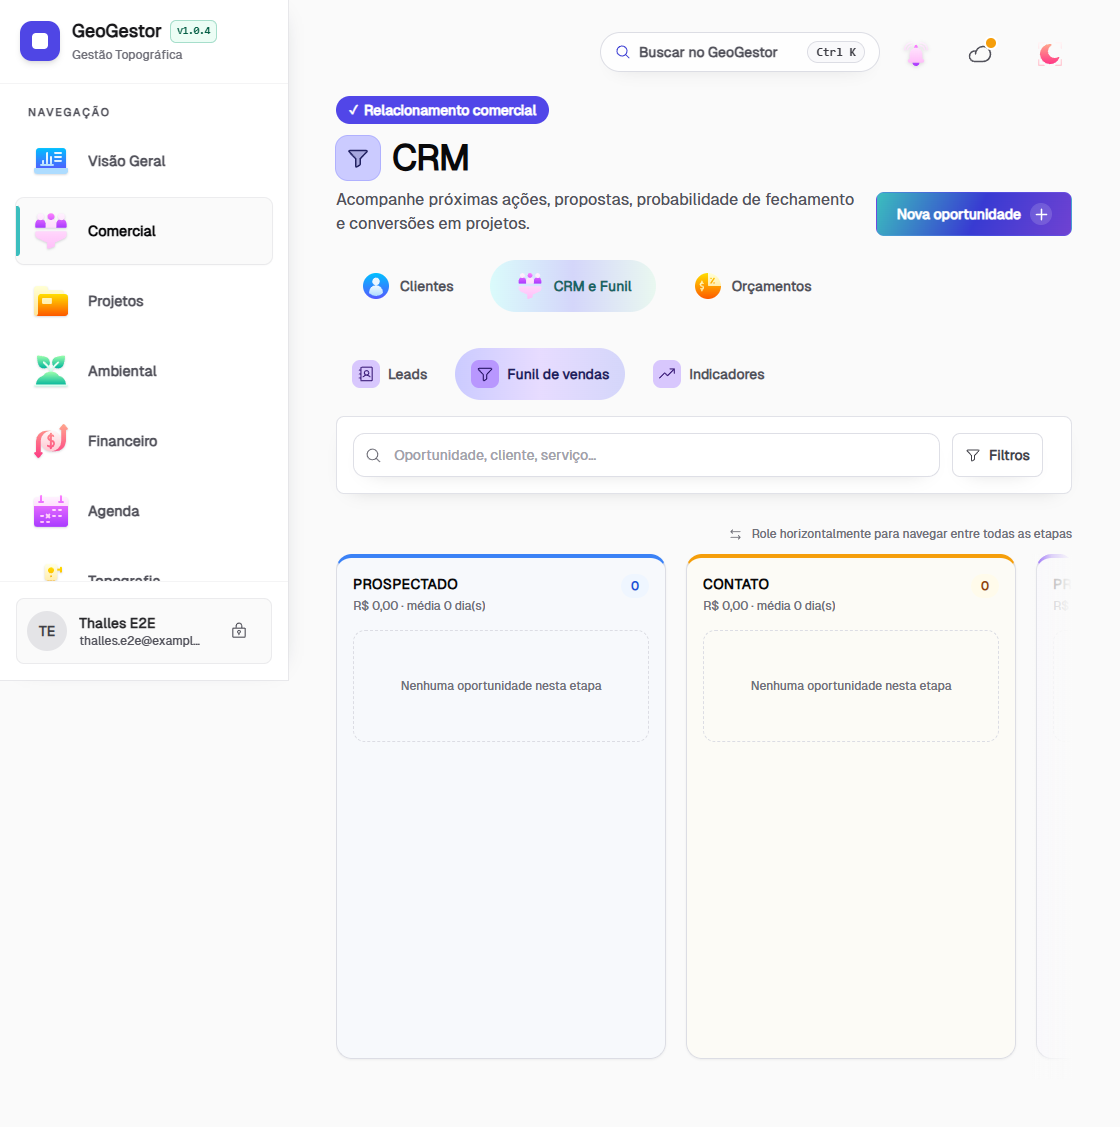 GeoGestor v1.0.4
Gestão Topográfica
NAVEGAÇÃO
Visão Geral
Comercial
Projetos
Ambiental
Financeiro
Agenda
Topografia
TE
Thalles E2E
thalles.e2e@exampl...
Buscar no GeoGestor Ctrl K
✓ Relacionamento comercial
CRM
Acompanhe próximas ações, propostas, probabilidade de fechamento
e conversões em projetos.
Nova oportunidade
Clientes CRM e Funil Orçamentos
Leads Funil de vendas Indicadores
Oportunidade, cliente, serviço...
Filtros
Role horizontalmente para navegar entre todas as etapas
PROSPECTADO 0
R$ 0,00 · média 0 dia(s)
Nenhuma oportunidade nesta etapa
CONTATO 0
R$ 0,00 · média 0 dia(s)
Nenhuma oportunidade nesta etapa
PR
R$